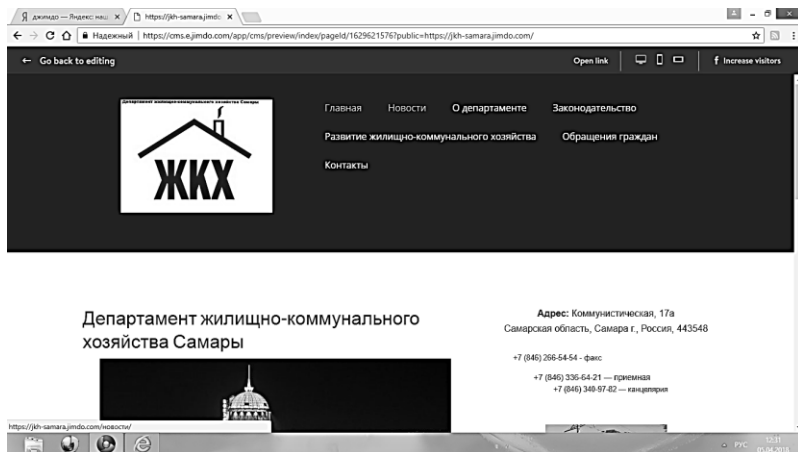 джимдо — Яндекс: наш
https://jkh-samara.jimdo
Надежный https://cms.e.jimdo.com/app/cms/preview/index/pageId/1629621576?public=https://jkh-samara.jimdo.com/
← Go back to editing
Open link
f Increase visitors
Департамент жилищно-коммунального хозяйства Самары
ЖКХ
Главная Новости О департаменте Законодательство
Развитие жилищно-коммунального хозяйства Обращения граждан
Контакты
Департамент жилищно-коммунального
хозяйства Самары
Адрес: Коммунистическая, 17а
Самарская область, Самара г., Россия, 443548
+7 (846) 266-54-54 - факс
+7 (846) 336-64-21 — приемная
+7 (846) 340-97-82 — канцелярия
https://jkh-samara.jimdo.com/новости/
РУС
12:31
05.04.2018